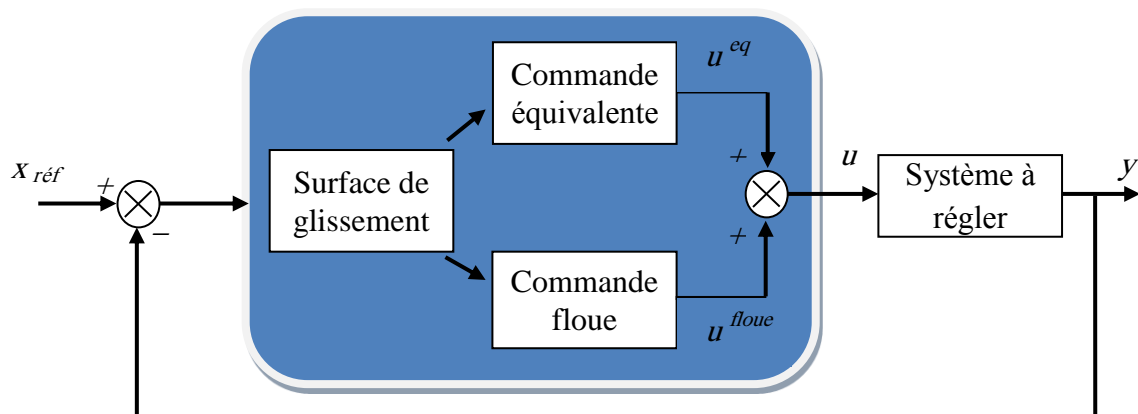 x réf
+
−
Surface de
glissement
Commande
équivalente
Commande
floue
u eq
+
+
u floue
u
Système à
régler
y